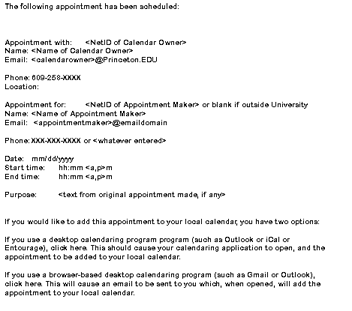 The following appointment has been scheduled:
Appointment with: <NetID of Calendar Owner>
Name: <Name of Calendar Owner>
Email: <calendarowner>@Princeton.EDU
Phone: 609-258-XXXX
Location:
Appointment for: <NetID of Appointment Maker> or blank if outside University
Name: <Name of Appointment Maker>
Email: <appointmentmaker>@emaildomain
Phone: XXX-XXX-XXXX or <whatever entered>
Date: mm/dd/yyyy
Start time: hh:mm <a,p>m
End time: hh:mm <a,p>m
Purpose: <text from original appointment made, if any>
If you would like to add this appointment to your local calendar, you have two options:
If you use a desktop calendaring program program (such as Outlook or iCal or
Entourage), click here. This should cause your calendaring application to open, and the
appointment to be added to your local calendar.
If you use a browser-based desktop calendaring program (such as Gmail or Outlook),
click here. This will cause an email to be sent to you which, when opened, will add the
appointment to your local calendar.